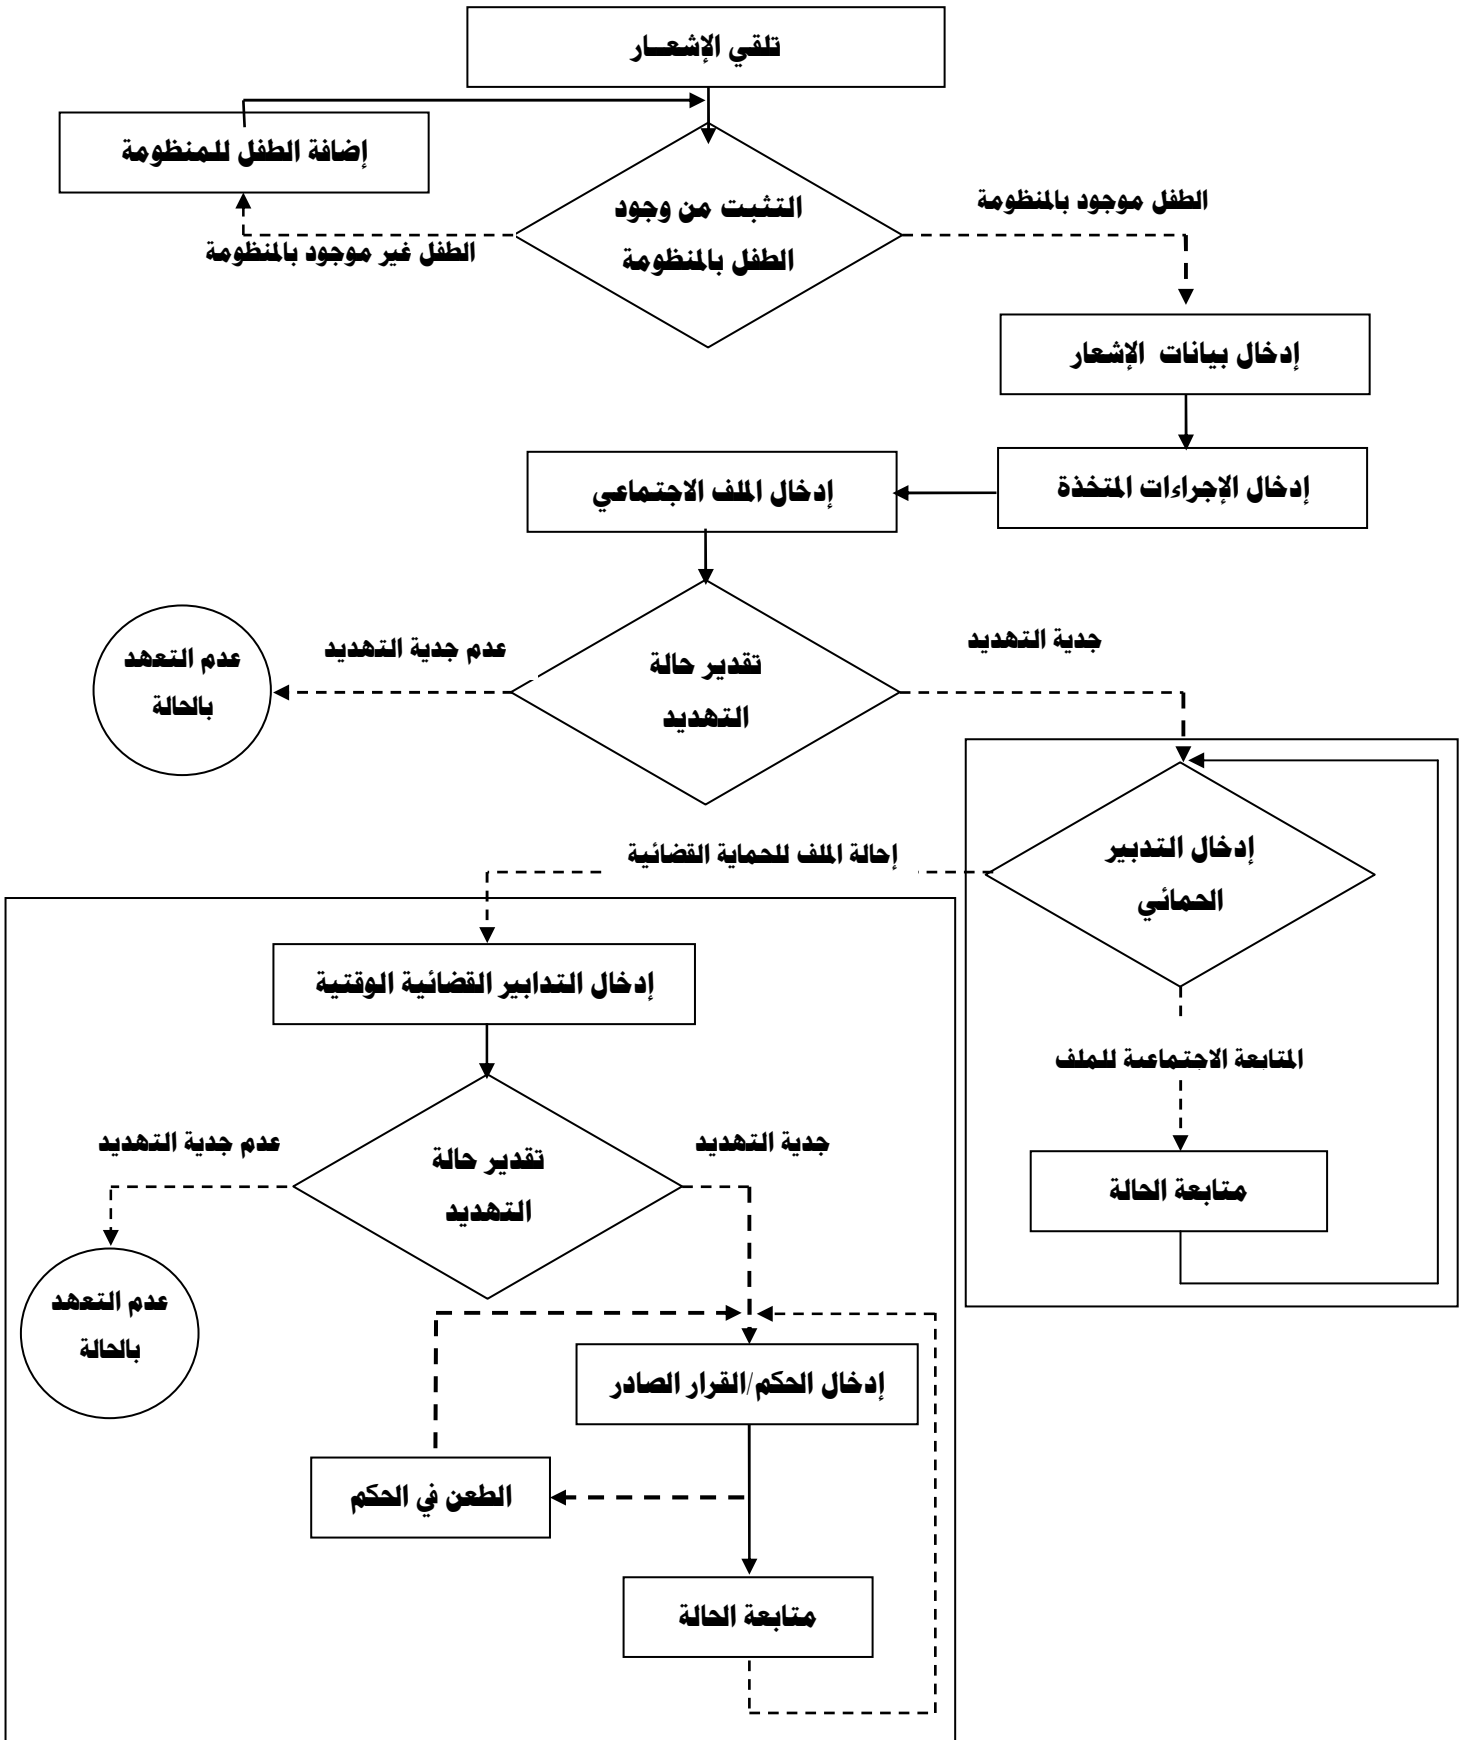 تلقي الإشعـــار
إضافة الطفل للمنظومة
التثبت من وجود
الطفل بالمنظومة
الطفل موجود بالمنظومة
الطفل غير موجود بالمنظومة
إدخال بيانات الإشعار
إدخال الإجراءات المتخذة
إدخال الملف الاجتماعي
تقدير حالة
التهديد
جدية التهديد
عدم جدية التهديد
عدم التعهد
بالحالة
إدخال التدبير
الحمائي
إحالة الملف للحماية القضائية
المتابعة الاجتماعية للملف
متابعة الحالة
إدخال التدابير القضائية الوقتية
تقدير حالة
التهديد
جدية التهديد
عدم جدية التهديد
عدم التعهد
بالحالة
إدخال الحكم/القرار الصادر
الطعن في الحكم
متابعة الحالة